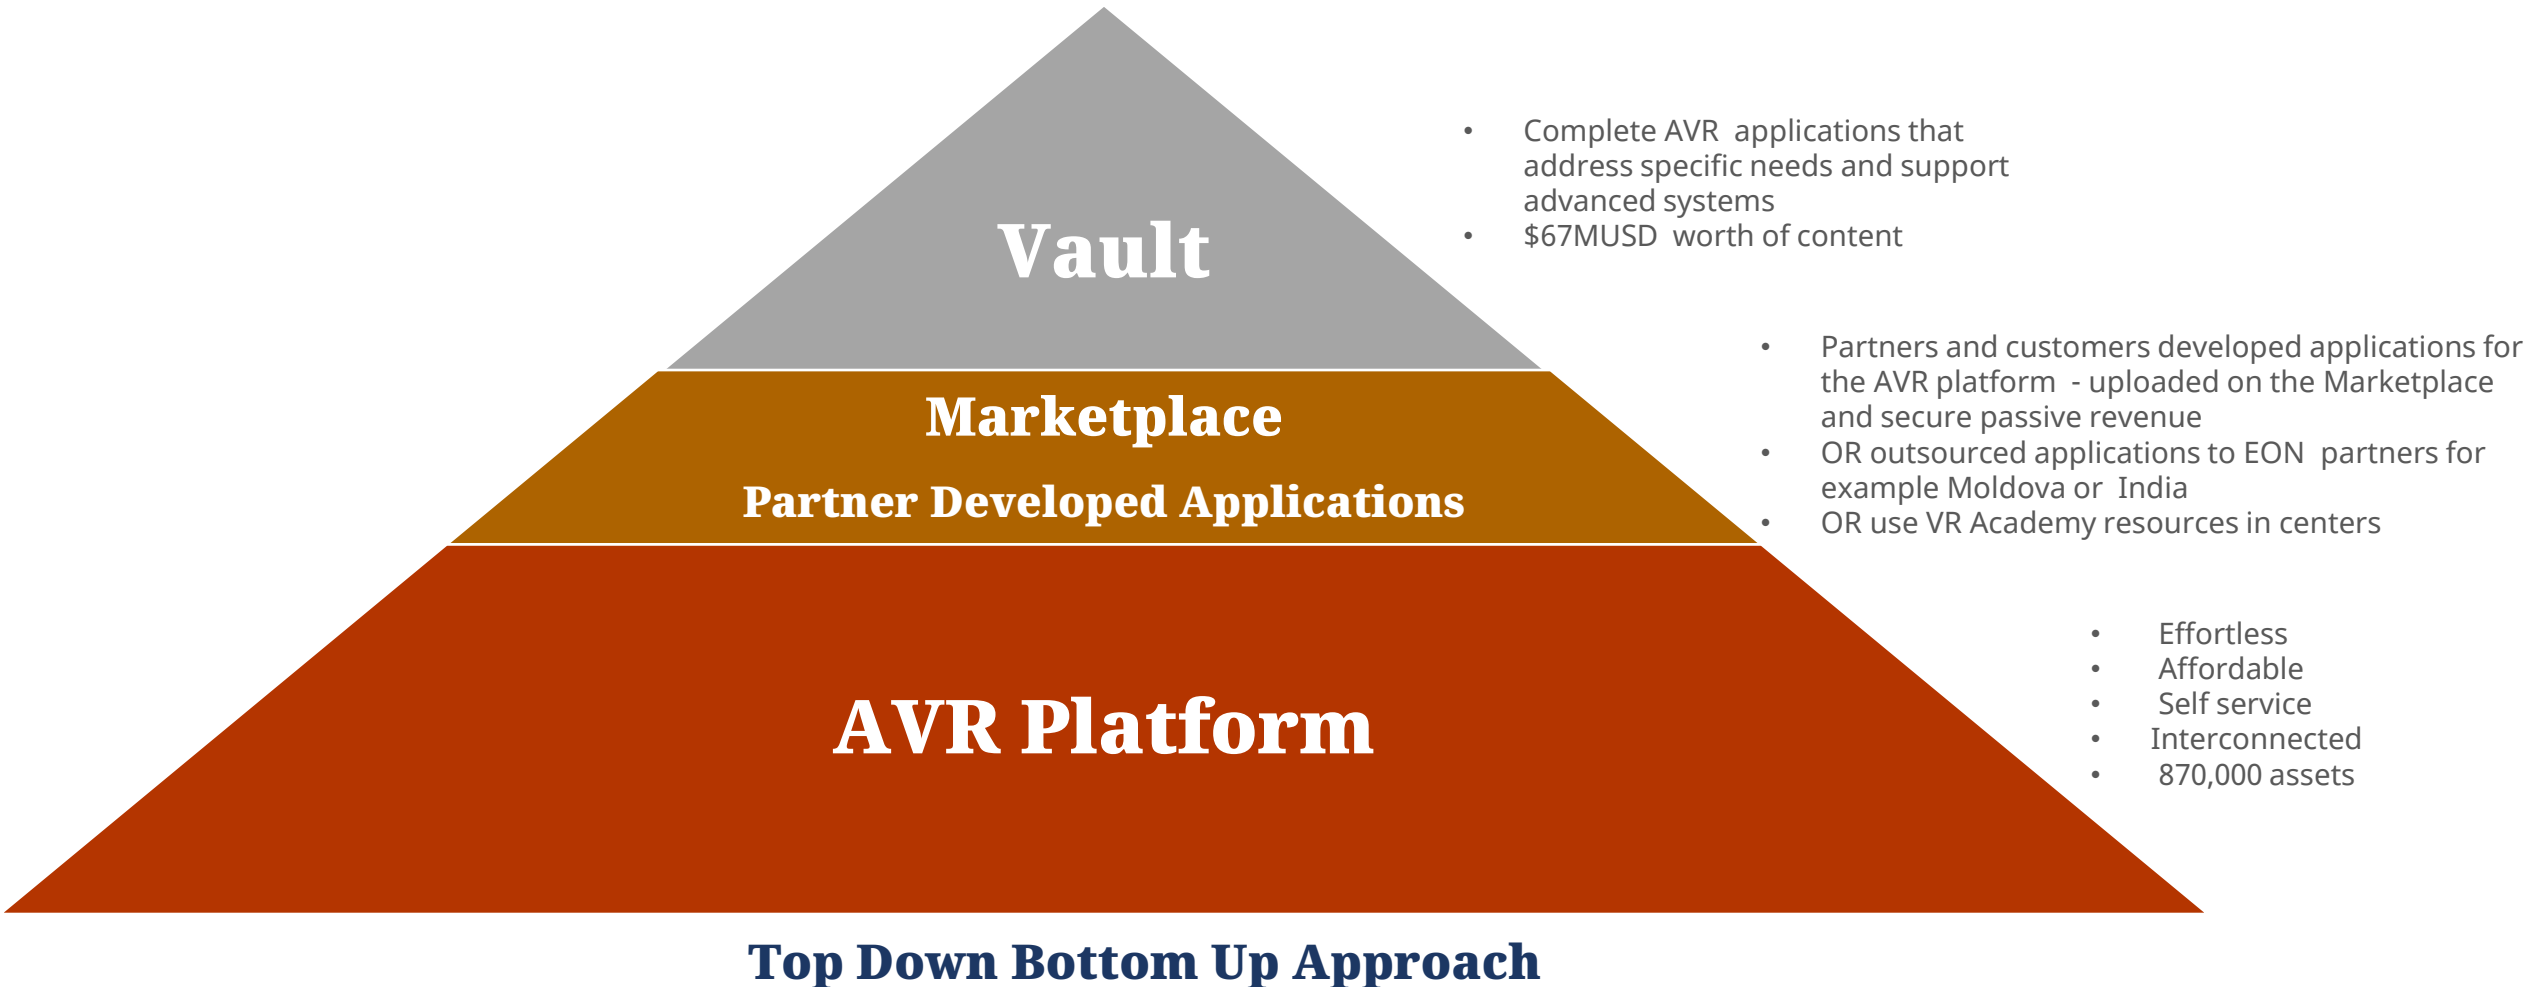 Vault
• Complete AVR applications that
address specific needs and support
advanced systems
• $67MUSD worth of content
Marketplace
Partner Developed Applications
• Partners and customers developed applications for
the AVR platform - uploaded on the Marketplace
and secure passive revenue
• OR outsourced applications to EON partners for
example Moldova or India
• OR use VR Academy resources in centers
AVR Platform
• Effortless
• Affordable
• Self service
• Interconnected
• 870,000 assets
Top Down Bottom Up Approach